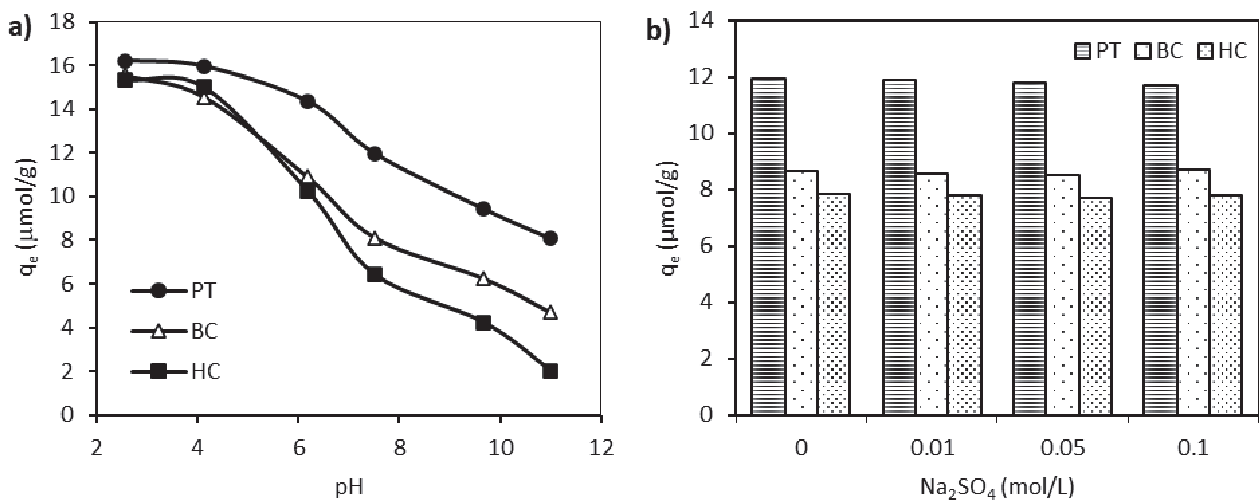 a)
18
16
14
12
10
8
6
4
2
0
qₑ (μmol/g)
PT
BC
HC
2 4 6 8 10 12
pH
b)
14
12
10
8
6
4
2
0
qₑ (μmol/g)
PT BC HC
0 0.01 0.05 0.1
Na₂SO₄ (mol/L)